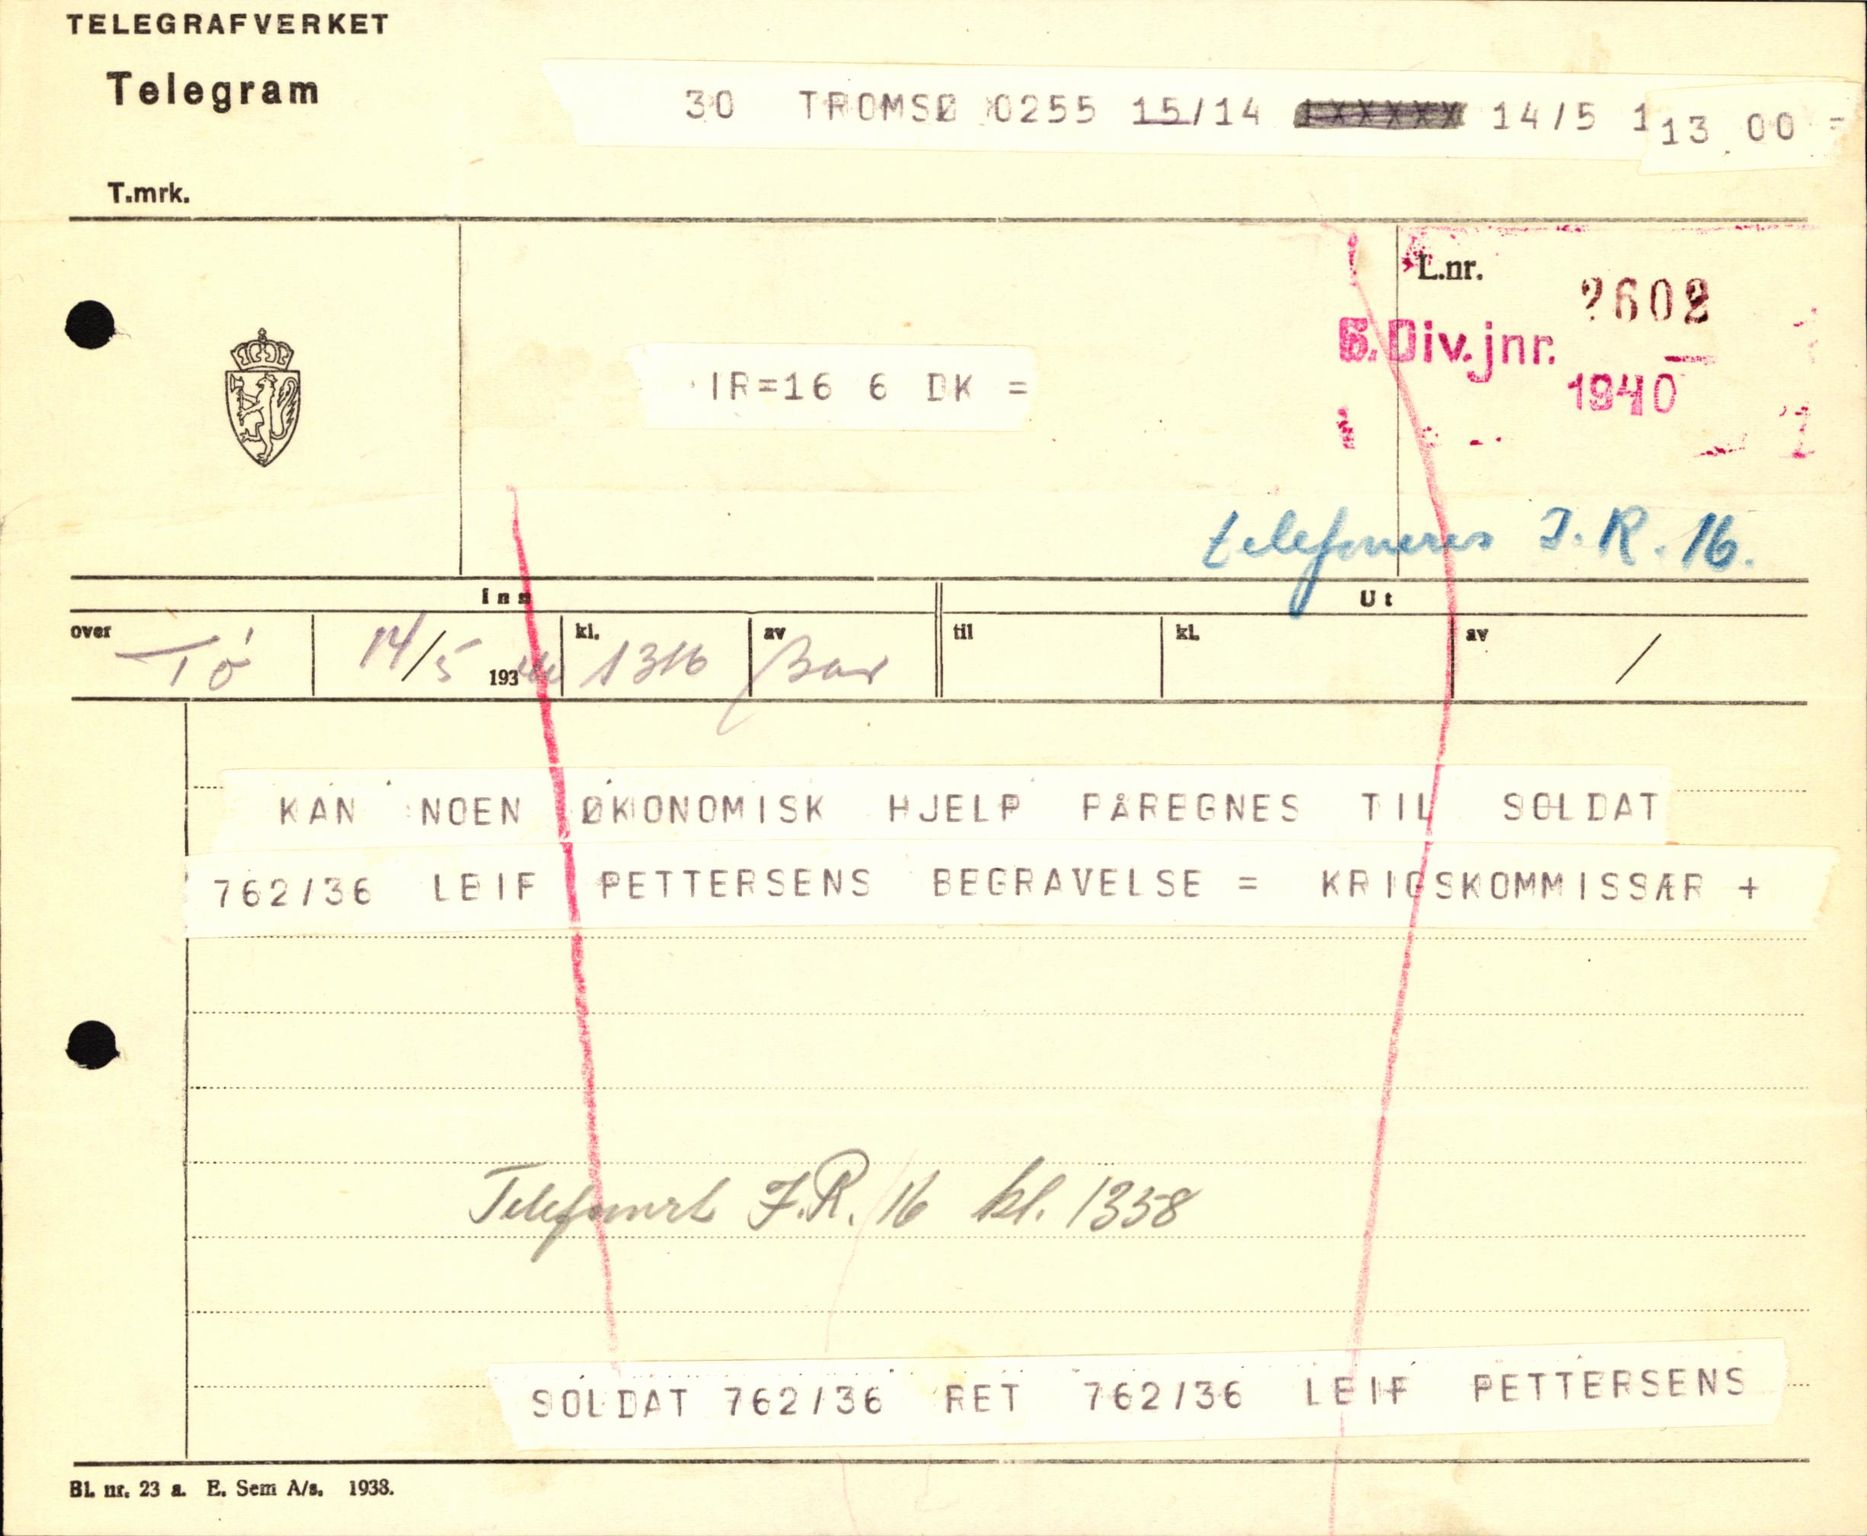 TELEGRAFVERKET
Telegram
30 TROMSØ 0255 15/14 14/5 1 13 00 =
T.mrk.
L.nr.
2602
6. Div. jnr.
1940
IR=16 6 DK =
telefoneres I.R. 16.
Inn
Ut
over Tø 14/5 193 kl. 1316 av til kl. av /
KAN NOEN ØKONOMISK HJELP PÅREGNES TIL SOLDAT
762/36 LEIF PETTERSENS BEGRAVELSE = KRIGSKOMMISSÆR +
Telefonert I.R. 16 kl. 1358
SOLDAT 762/36 RET 762/36 LEIF PETTERSENS
Bl. nr. 23 a. E. Sem A/s. 1938.